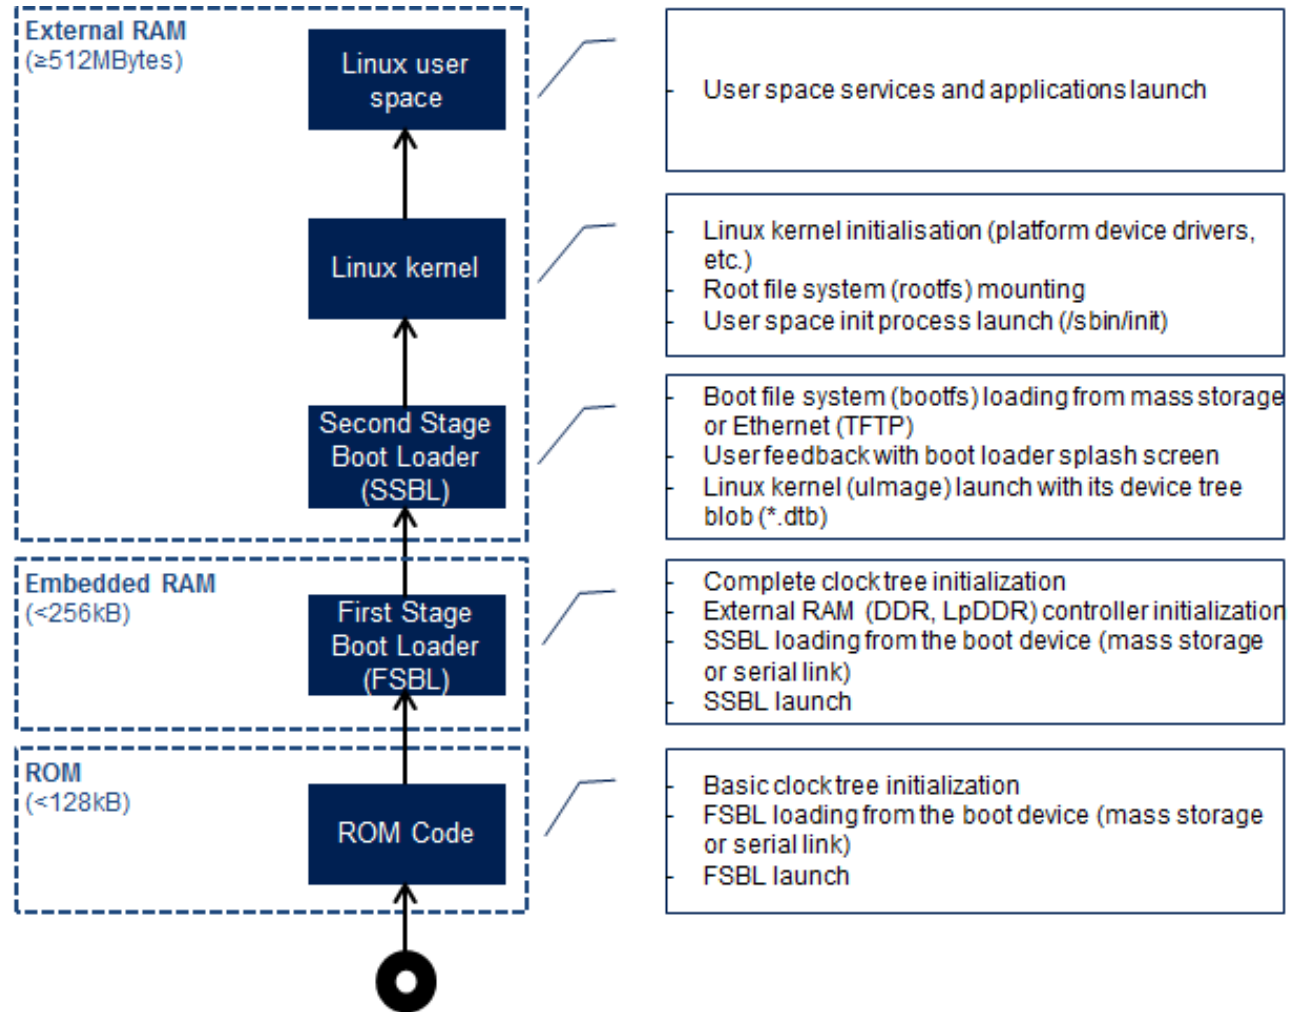 External RAM
(≥512MBytes)
Linux user
space
- User space services and applications launch
Linux kernel
- Linux kernel initialisation (platform device drivers,
etc.)
- Root file system (rootfs) mounting
- User space init process launch (/sbin/init)
Second Stage
Boot Loader
(SSBL)
- Boot file system (bootfs) loading from mass storage
or Ethernet (TFTP)
- User feedback with boot loader splash screen
- Linux kernel (uImage) launch with its device tree
blob (*.dtb)
Embedded RAM
(<256kB)
First Stage
Boot Loader
(FSBL)
- Complete clock tree initialization
- External RAM (DDR, LpDDR) controller initialization
- SSBL loading from the boot device (mass storage
or serial link)
- SSBL launch
ROM
(<128kB)
ROM Code
- Basic clock tree initialization
- FSBL loading from the boot device (mass storage
or serial link)
- FSBL launch